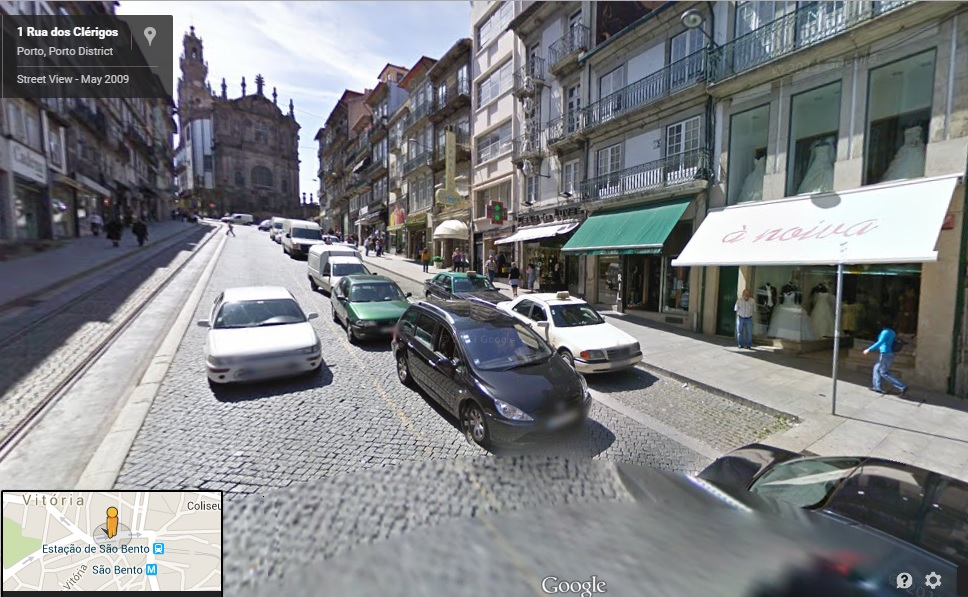 1 Rua dos Clérigos
Porto, Porto District
Street View - May 2009
à noiva
Vitória
Coliseu
Estação de São Bento
São Bento M
Vitória
Google